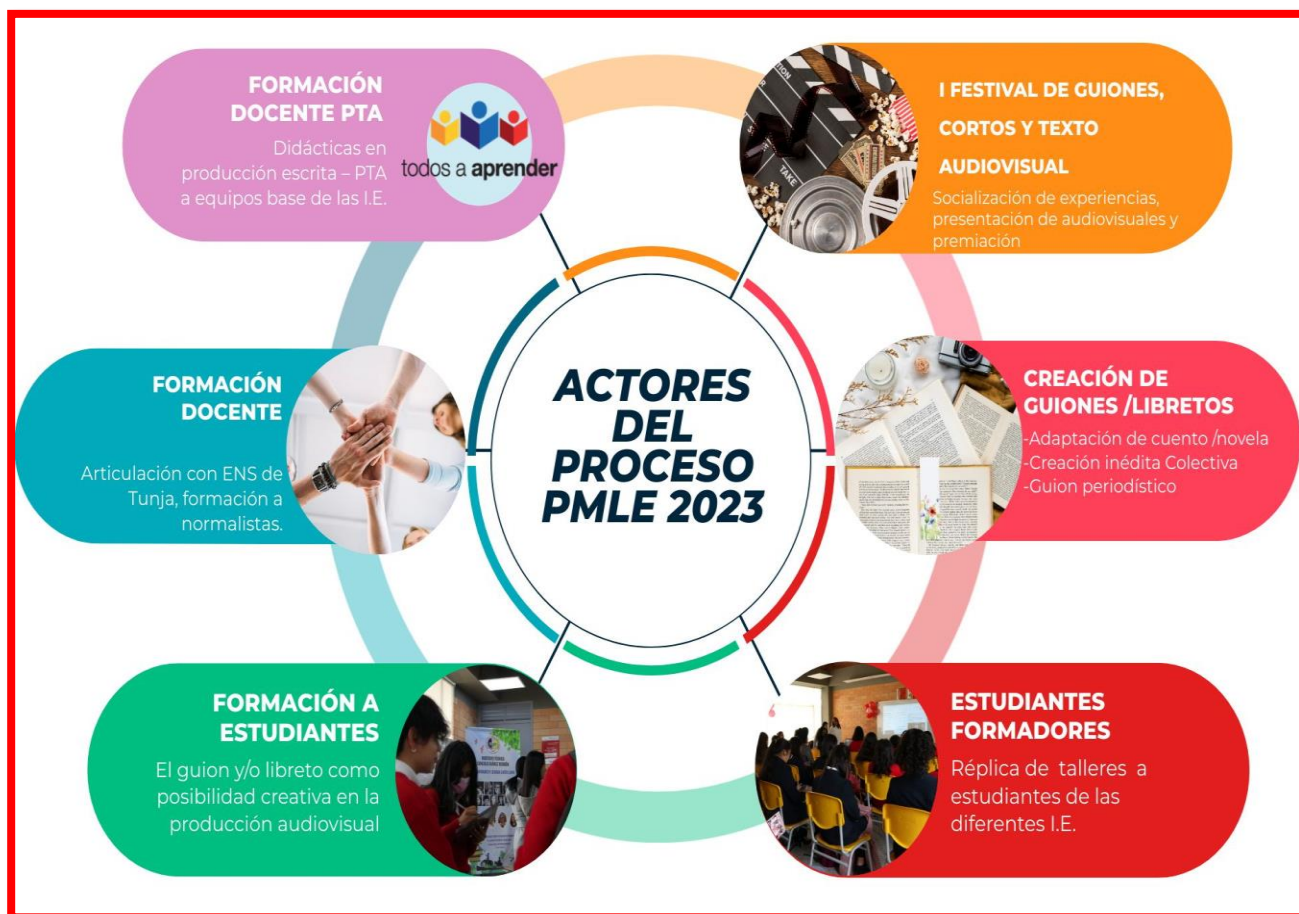 FORMACIÓN
DOCENTE PTA
Didácticas en
producción escrita – PTA
a equipos base de las I.E.
todos a aprender
I FESTIVAL DE GUIONES,
CORTOS Y TEXTO
AUDIOVISUAL
Socialización de experiencias,
presentación de audiovisuales y
premiación
FORMACIÓN
DOCENTE
Articulación con ENS de
Tunja, formación a
normalistas.
ACTORES
DEL
PROCESO
PMLE 2023
CREACIÓN DE
GUIONES /LIBRETOS
-Adaptación de cuento /novela
-Creación inédita Colectiva
-Guion periodístico
FORMACIÓN A
ESTUDIANTES
El guion y/o libreto como
posibilidad creativa en la
producción audiovisual
ESTUDIANTES
FORMADORES
Réplica de talleres a
estudiantes de las
diferentes I.E.
TAKE